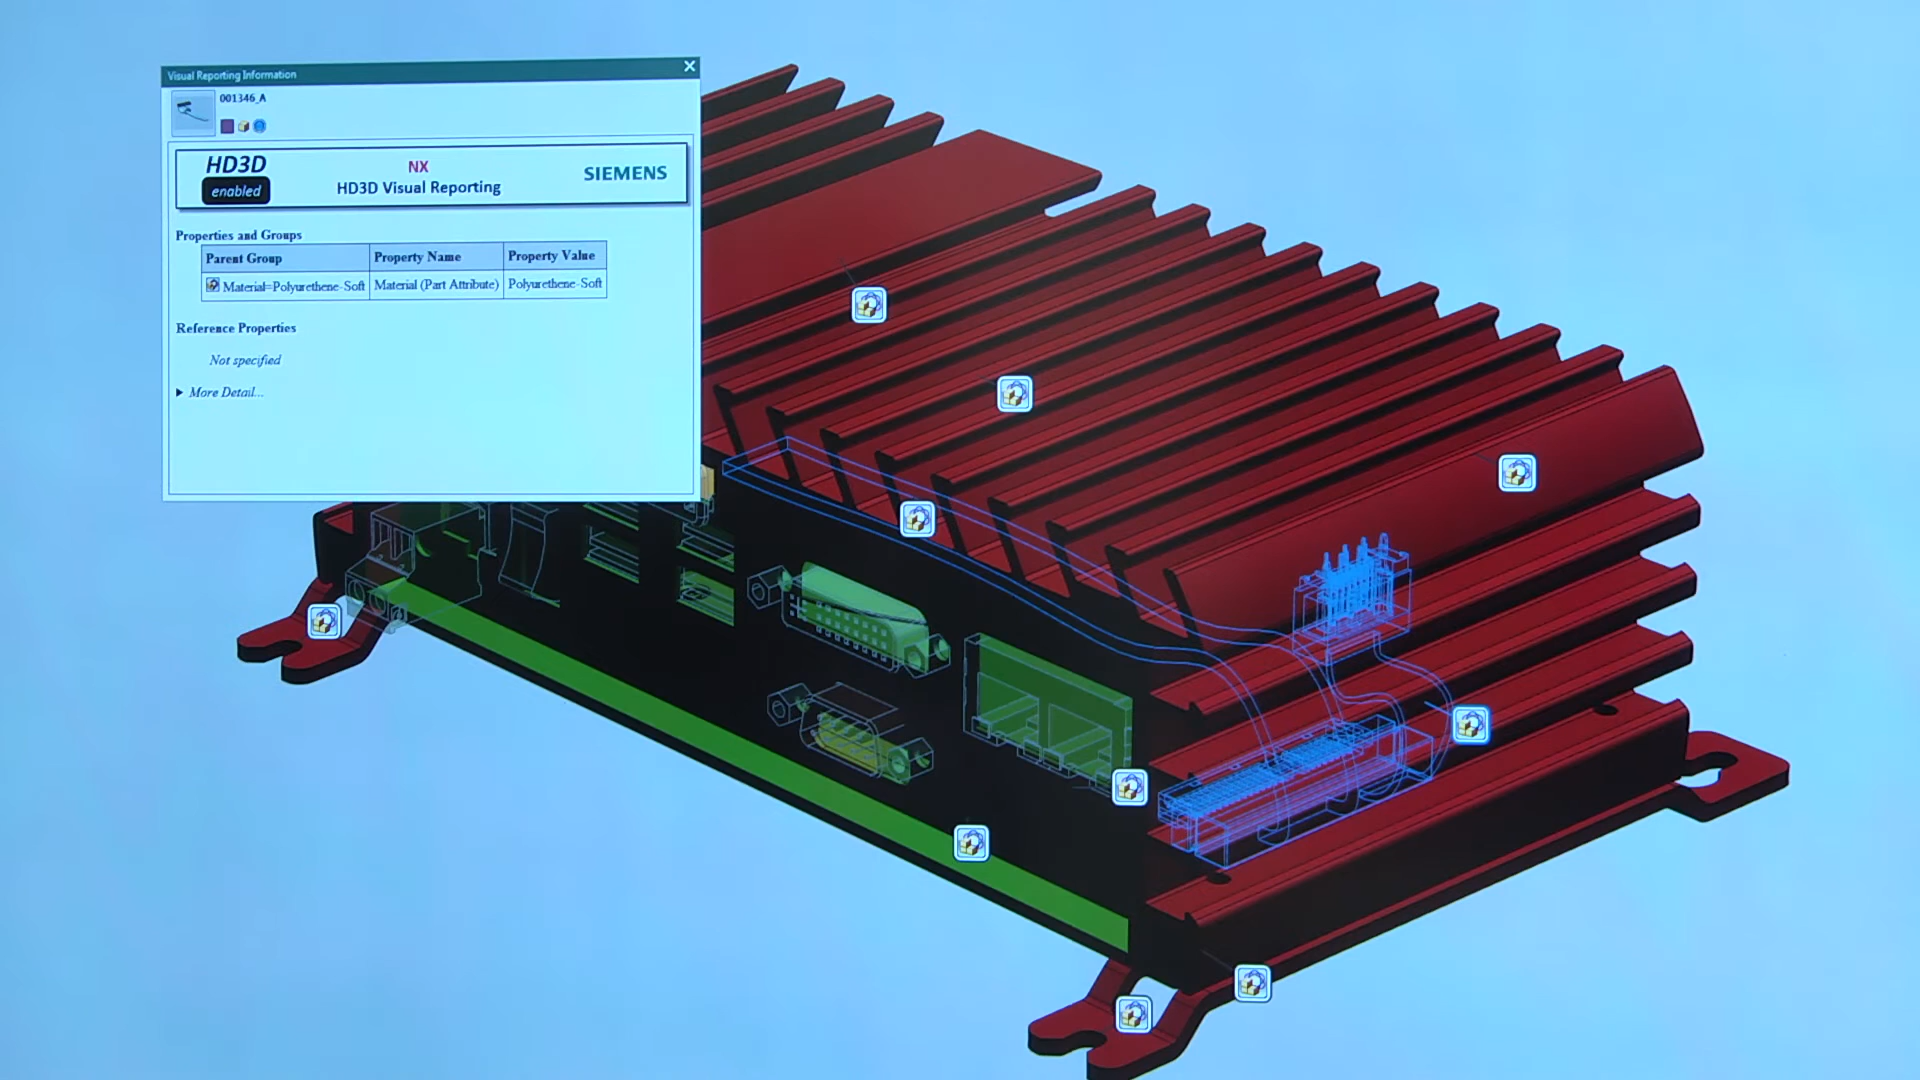 Visual Reporting Information
001346_A
HD3D
enabled
NX
HD3D Visual Reporting
SIEMENS
Properties and Groups
Parent Group Property Name Property Value
Material=Polyurethene-Soft Material (Part Attribute) Polyurethene-Soft
Reference Properties
Not specified
More Detail...